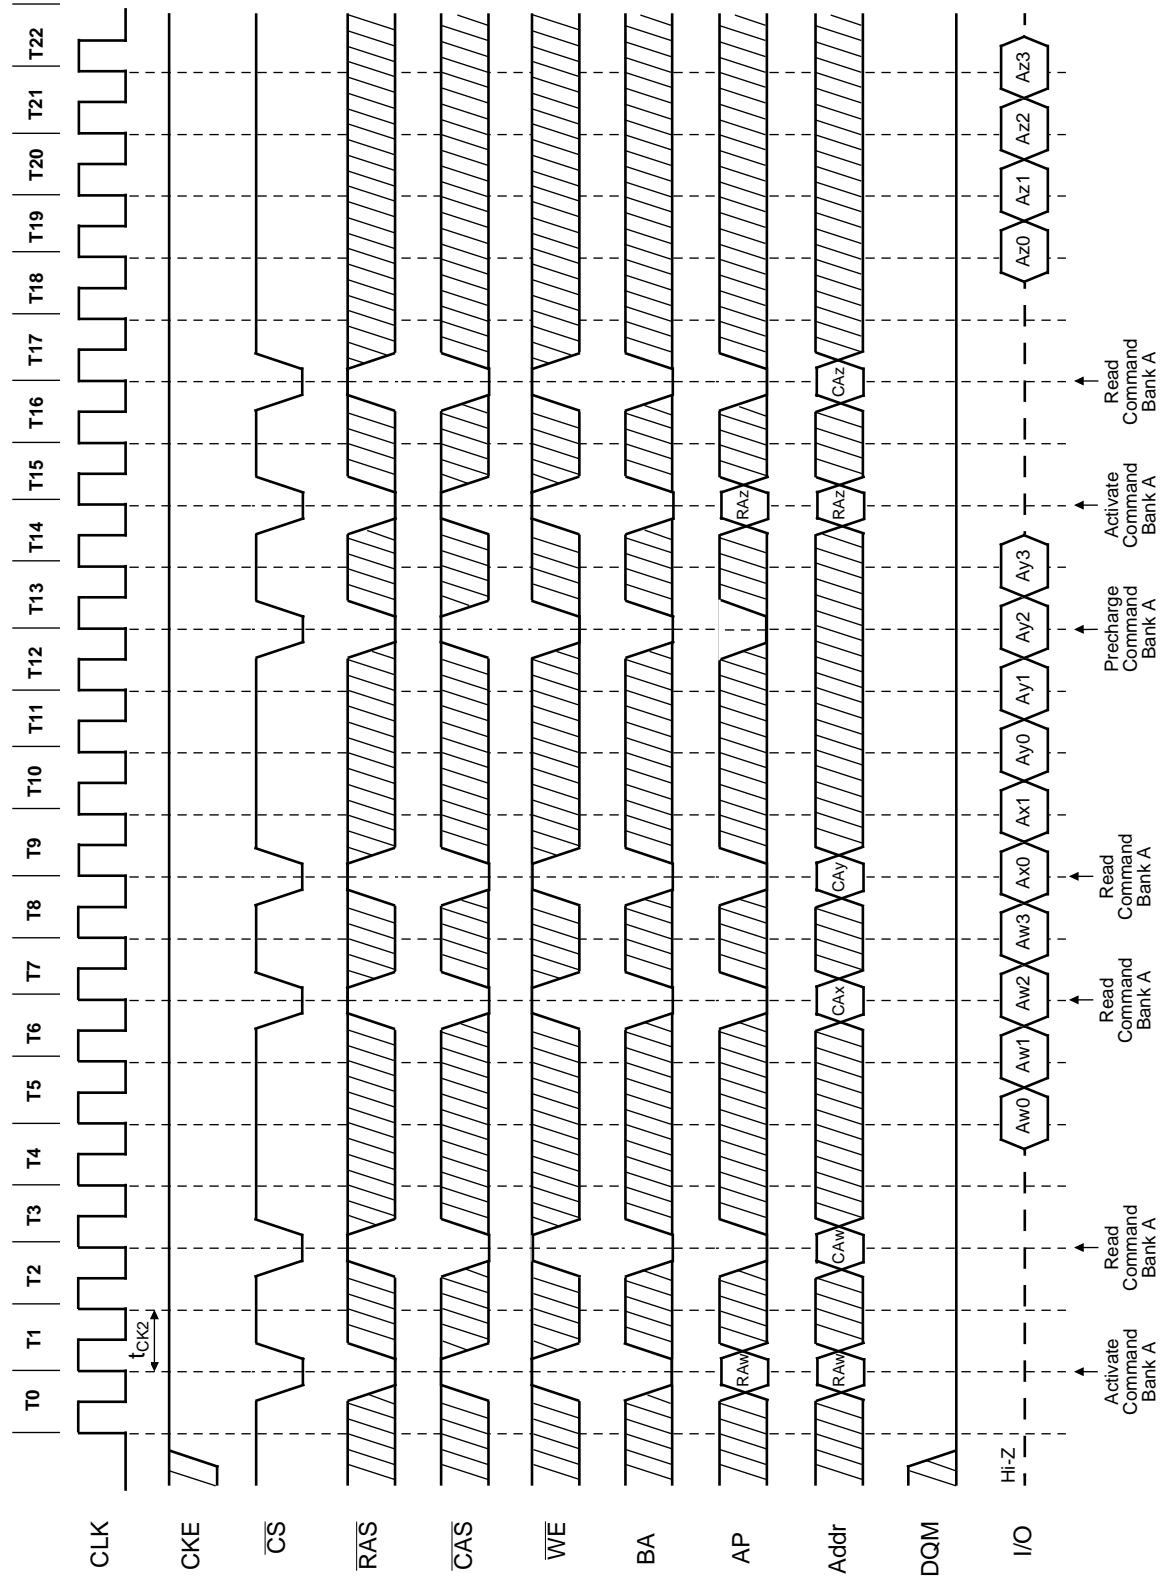 T0 T1 T2 T3 T4 T5 T6 T7 T8 T9 T10 T11 T12 T13 T14 T15 T16 T17 T18 T19 T20 T21 T22
CLK
tCK2
CKE
CS
RAS
CAS
WE
BA
AP
RAw
RAz
Addr
RAw
CAw
CAx
CAy
RAz
CAz
DQM
I/O
Hi-Z
Aw0 Aw1 Aw2 Aw3 Ax0 Ax1 Ay0 Ay1 Ay2 Ay3 Az0 Az1 Az2 Az3
Activate
Command
Bank A
Read
Command
Bank A
Read
Command
Bank A
Read
Command
Bank A
Precharge
Command
Bank A
Activate
Command
Bank A
Read
Command
Bank A